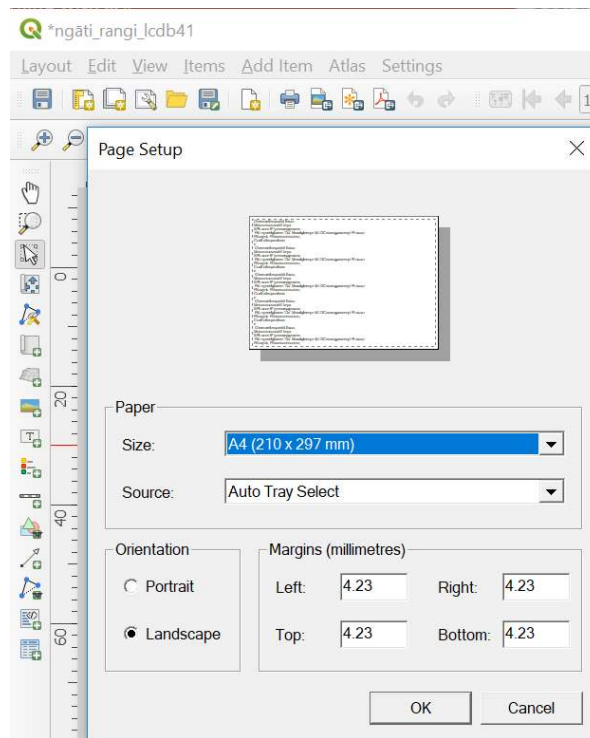 *ngāti_rangi_lcdb41
Layout Edit View Items Add Item Atlas Settings
1
Page Setup
0
20
40
60
Paper
Size: A4 (210 x 297 mm)
Source: Auto Tray Select
Orientation
Portrait
Landscape
Margins (millimetres)
Left: 4.23 Right: 4.23
Top: 4.23 Bottom: 4.23
OK Cancel